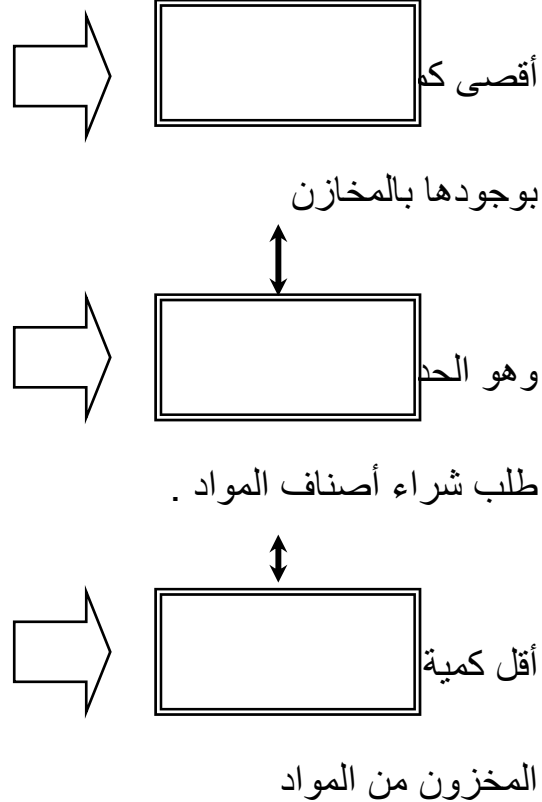 أقصى كم
بوجودها بالمخازن
وهو الحد
طلب شراء أصناف المواد .
أقل كمية
المخزون من المواد